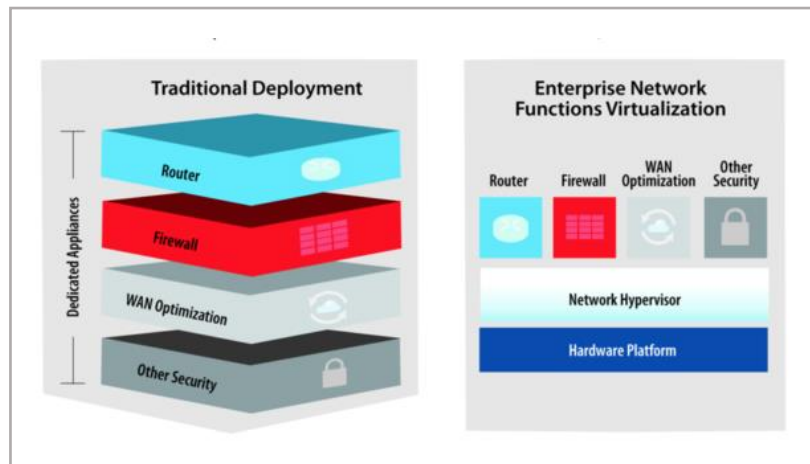 Traditional Deployment
Dedicated Appliances
Router
Firewall
WAN Optimization
Other Security
Enterprise Network
Functions Virtualization
Router
Firewall
WAN
Optimization
Other
Security
Network Hypervisor
Hardware Platform